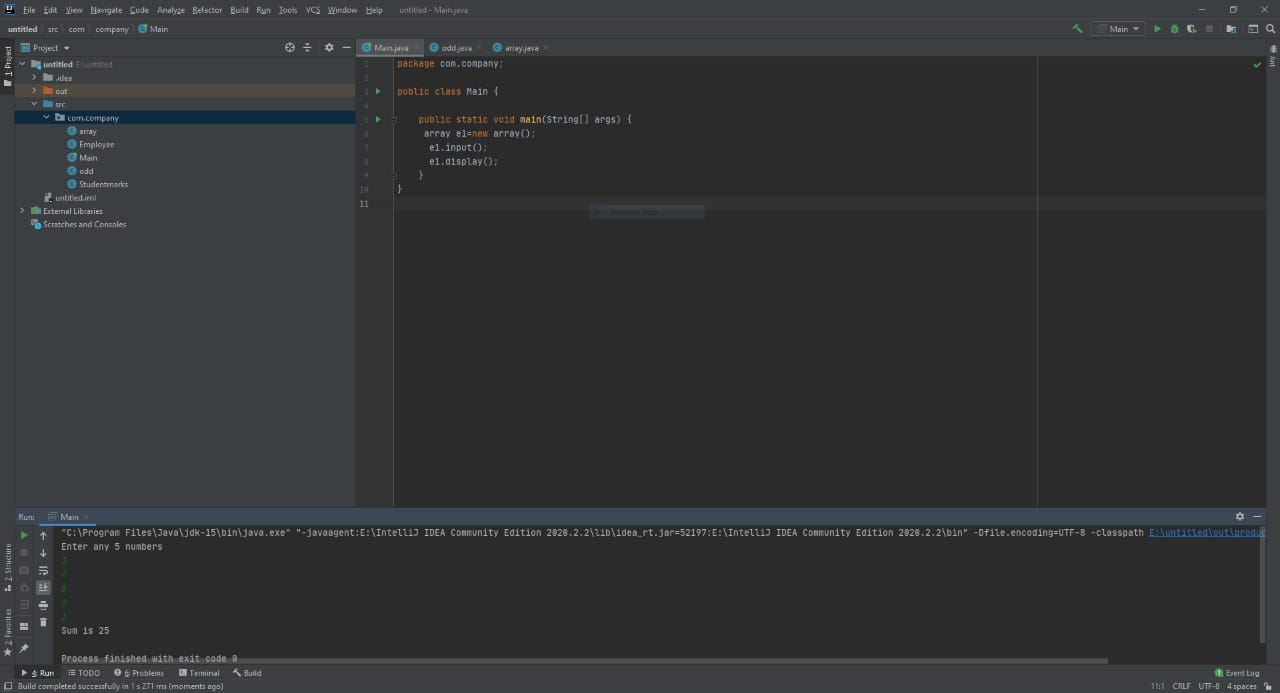 File Edit View Navigate Code Analyze Refactor Build Run Tools VCS Window Help untitled - Main.java
untitled src com company Main
Main
Project
Main.java odd.java array.java
1: Project
Ant
untitled E:\untitled
.idea
out
src
com.company
array
Employee
Main
odd
Studentmarks
untitled.iml
External Libraries
Scratches and Consoles
1 package com.company;
2
3 public class Main {
4
5 public static void main(String[] args) {
6 array e1=new array();
7 e1.input();
8 e1.display();
9 }
10 }
11
Run: Main
"C:\Program Files\Java\jdk-15\bin\java.exe" "-javaagent:E:\IntelliJ IDEA Community Edition 2020.2.2\lib\idea_rt.jar=52197:E:\IntelliJ IDEA Community Edition 2020.2.2\bin" -Dfile.encoding=UTF-8 -classpath E:\untitled\out\produc
Enter any 5 numbers
Sum is 25
Process finished with exit code 0
2: Structure
2: Favorites
4: Run TODO 6: Problems Terminal Build
1 Event Log
Build completed successfully in 1 s 271 ms (moments ago)
11:1 CRLF UTF-8 4 spaces